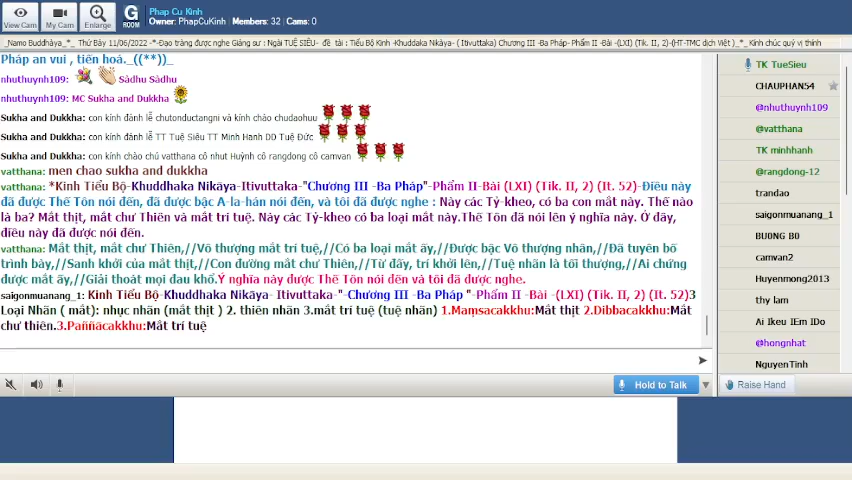 Phap Cu Kinh
Owner: PhapCuKinh | Members: 32 | Cams: 0
View Cam
My Cam
Enlarge
G
ROOM
_Namo Buddhàya_*_ Thứ Bảy 11/06/2022 -*-Đạo tràng được nghe Giảng sư : Ngài TUỆ SIÊU- đề tài : Tiểu Bộ Kinh -Khuddaka Nikàya- ( Itivuttaka) Chương III -Ba Pháp- Phẩm II -Bài -(LXI) (Tik. II, 2)-(HT-TMC dịch Việt )_*_ Kính chúc quý vị thính
Pháp an vui , tiến hoá._((**))_
nhuthuynh109: Sàdhu Sàdhu
nhuthuynh109: MC Sukha and Dukkha
Sukha and Dukkha: con kính đảnh lễ chutonductangni và kính chào chudaohuu
Sukha and Dukkha: con kính đảnh lễ TT Tuệ Siêu TT Minh Hạnh DD Tuệ Đức
Sukha and Dukkha: con kính chào chú vatthana cô như Huỳnh cô rangdong cô camvan
vatthana: men chao sukha and dukkha
vatthana: *Kinh Tiểu Bộ-Khuddhaka Nikāya-Itivuttaka-"Chương III -Ba Pháp"-Phẩm II-Bài (LXI) (Tik. II, 2) (It. 52)-Điều này
đã được Thế Tôn nói đến, đã được bậc A-la-hán nói đến, và tôi đã được nghe : Này các Tỷ-kheo, có ba con mắt này. Thế nào
là ba? Mắt thịt, mắt chư Thiên và mắt trí tuệ. Này các Tỷ-kheo có ba loại mắt này.Thế Tôn đã nói lên ý nghĩa này. Ở đây,
điều này đã được nói đến.
vatthana: Mắt thịt, mắt chư Thiên,//Vô thượng mắt trí tuệ,//Có ba loại mắt ấy,//Được bậc Vô thượng nhân,//Đã tuyên bố
trình bày,//Sanh khởi của mắt thịt,//Con đường mắt chư Thiên,//Từ đây, trí khởi lên,//Tuệ nhãn là tối thượng,//Ai chứng
được mắt ấy,//Giải thoát mọi đau khổ.Ý nghĩa này được Thế Tôn nói đến và tôi đã được nghe.
saigonmuanang_1: Kinh Tiểu Bộ-Khuddhaka Nikāya- Itivuttaka-"-Chương III -Ba Pháp "-Phẩm II -Bài -(LXI) (Tik. II, 2) (It. 52)3
Loại Nhãn ( mắt): nhục nhãn (mắt thịt ) 2. thiên nhãn 3.mắt trí tuệ (tuệ nhãn) 1.Maṃsacakkhu:Mắt thịt 2.Dibbacakkhu:Mắt
chư thiên.3.Paññācakkhu:Mắt trí tuệ
Hold to Talk
Raise Hand
TK TueSieu
CHAUPHAN54
@nhuthuynh109
@vatthana
TK minhhanh
@rangdong-12
trandao
saigonmuanang_1
BU0NG B0
camvan2
Huyenmong2013
thy lam
Ai Ikeu IEm IDo
@hongnhat
NguyenTinh